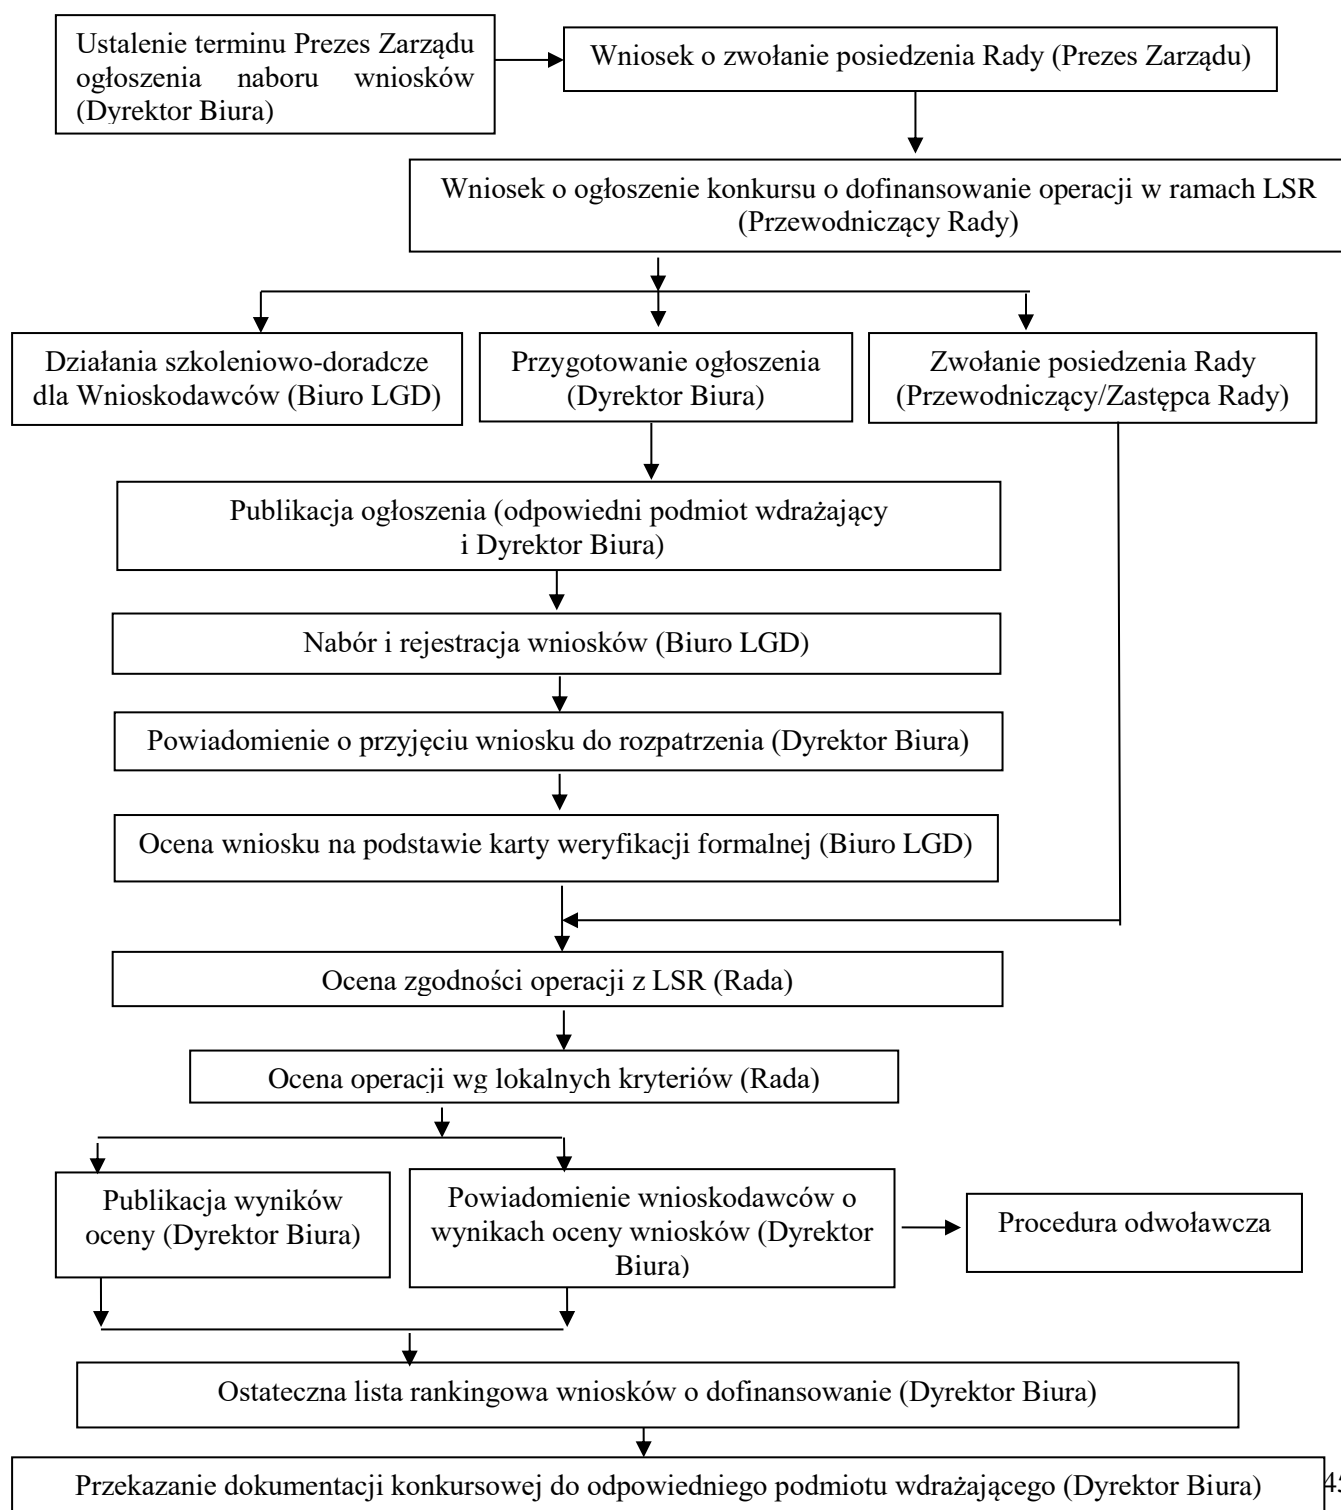 Ustalenie terminu Prezes Zarządu
ogłoszenia naboru wniosków
(Dyrektor Biura)
Wniosek o zwołanie posiedzenia Rady (Prezes Zarządu)
Wniosek o ogłoszenie konkursu o dofinansowanie operacji w ramach LSR
(Przewodniczący Rady)
Działania szkoleniowo-doradcze
dla Wnioskodawców (Biuro LGD)
Przygotowanie ogłoszenia
(Dyrektor Biura)
Zwołanie posiedzenia Rady
(Przewodniczący/Zastępca Rady)
Publikacja ogłoszenia (odpowiedni podmiot wdrażający
i Dyrektor Biura)
Nabór i rejestracja wniosków (Biuro LGD)
Powiadomienie o przyjęciu wniosku do rozpatrzenia (Dyrektor Biura)
Ocena wniosku na podstawie karty weryfikacji formalnej (Biuro LGD)
Ocena zgodności operacji z LSR (Rada)
Ocena operacji wg lokalnych kryteriów (Rada)
Publikacja wyników
oceny (Dyrektor Biura)
Powiadomienie wnioskodawców o
wynikach oceny wniosków (Dyrektor
Biura)
Procedura odwoławcza
Ostateczna lista rankingowa wniosków o dofinansowanie (Dyrektor Biura)
Przekazanie dokumentacji konkursowej do odpowiedniego podmiotu wdrażającego (Dyrektor Biura)